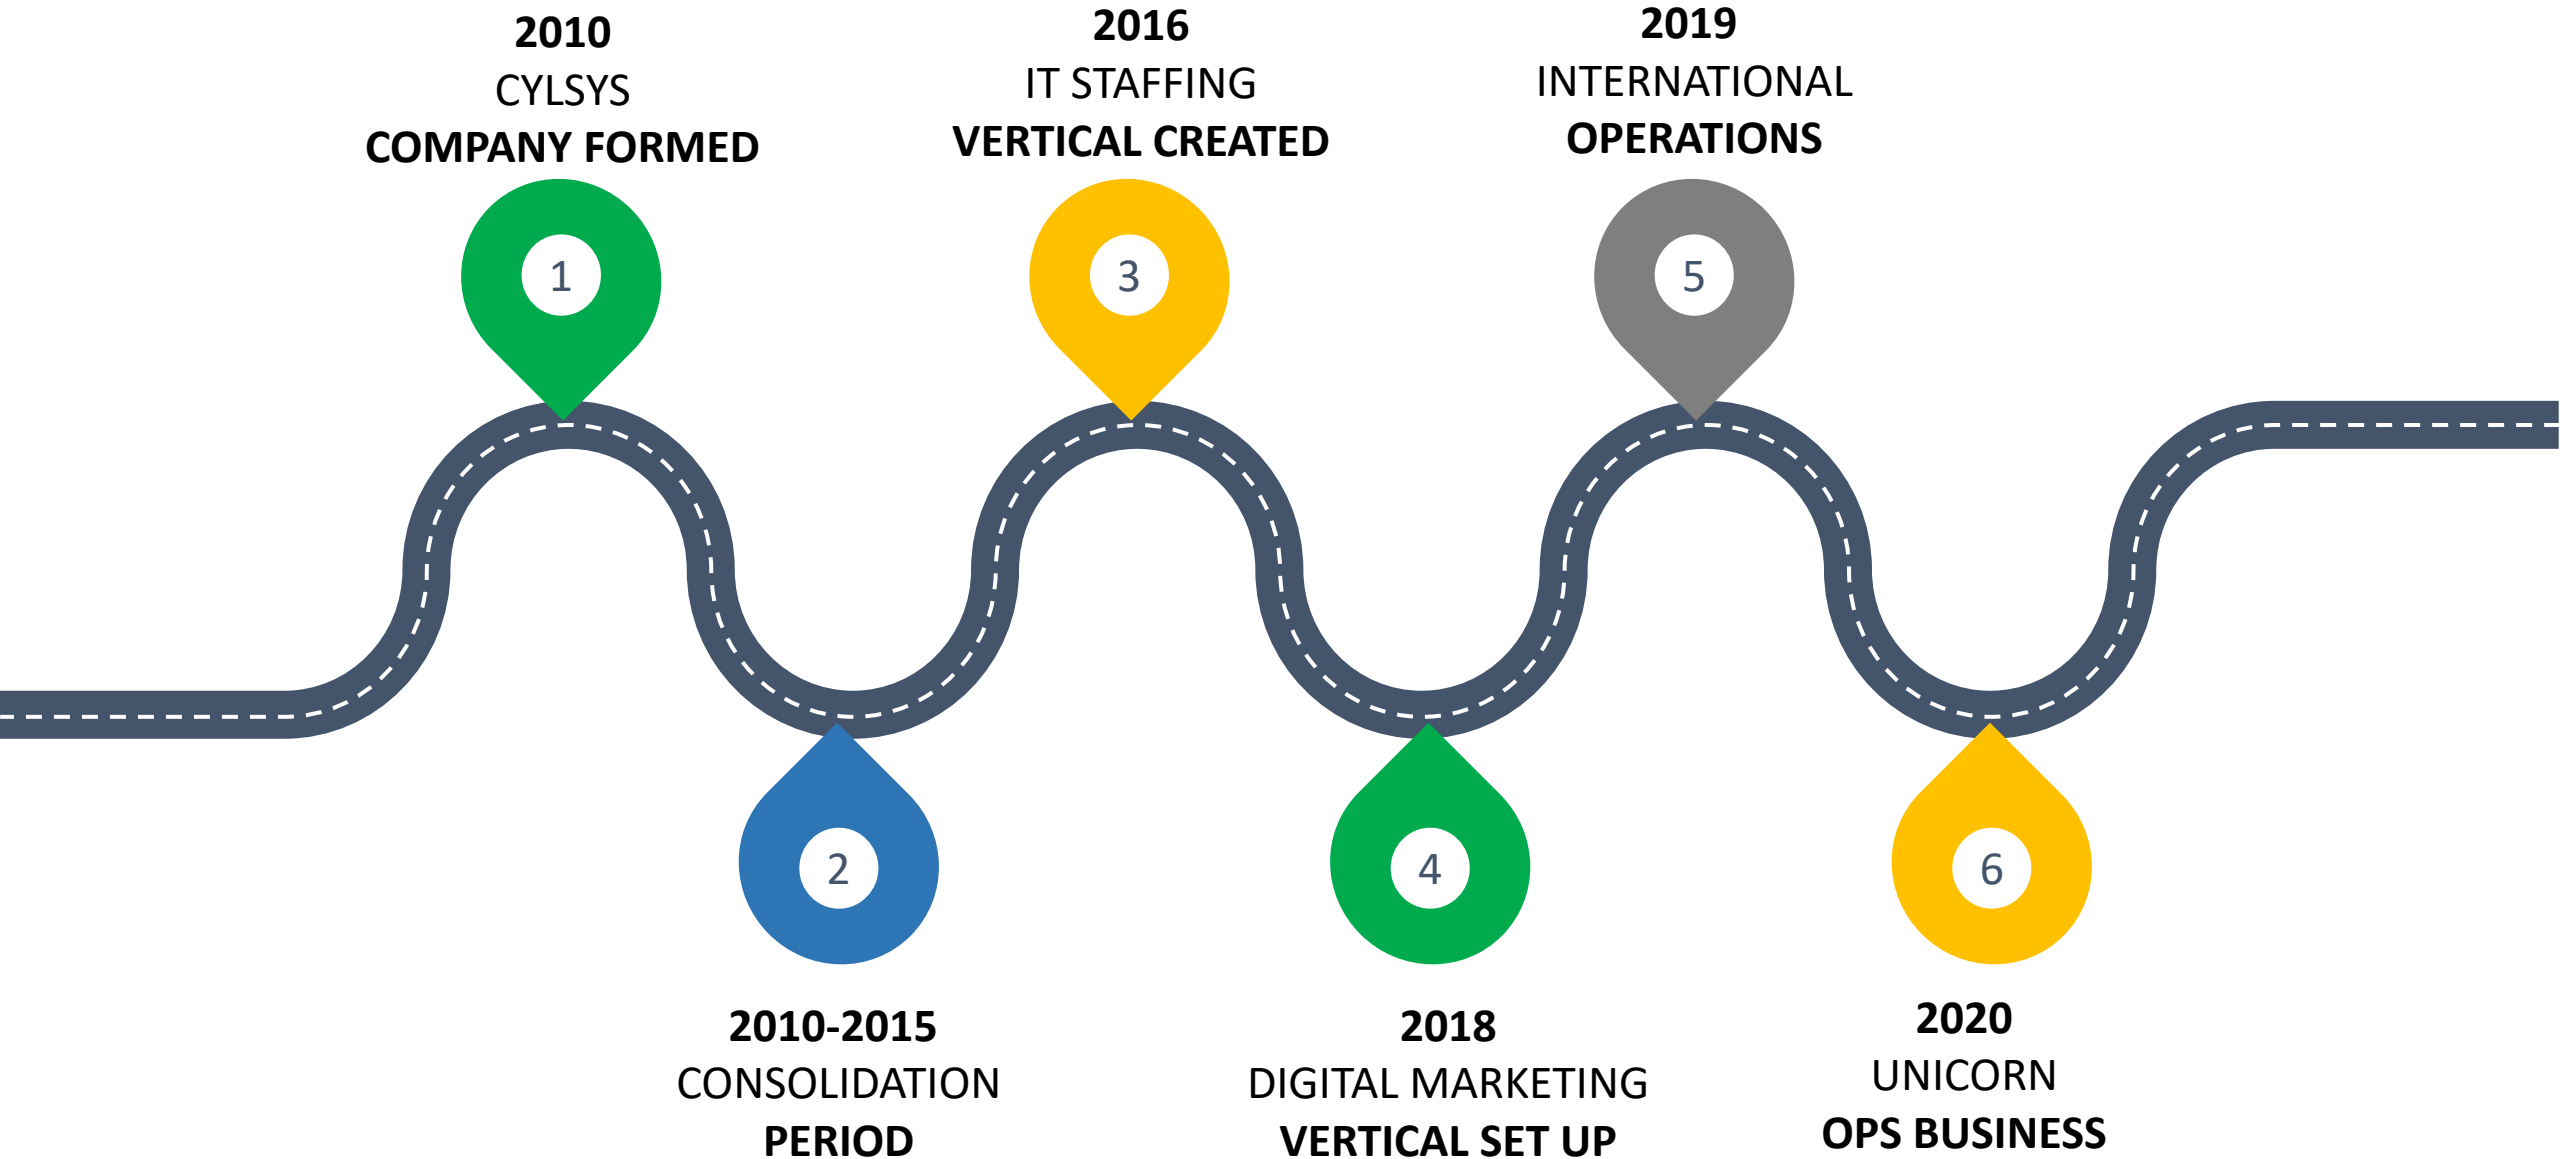 2010
CYLSYS
COMPANY FORMED
1
2010-2015
CONSOLIDATION
PERIOD
2
2016
IT STAFFING
VERTICAL CREATED
3
2018
DIGITAL MARKETING
VERTICAL SET UP
4
2019
INTERNATIONAL
OPERATIONS
5
2020
UNICORN
OPS BUSINESS
6